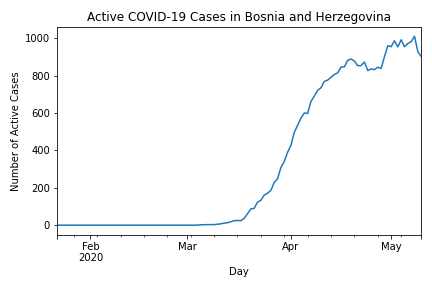 Active COVID-19 Cases in Bosnia and Herzegovina
Number of Active Cases
1000
800
600
400
200
0
Feb
2020
Mar
Apr
May
Day